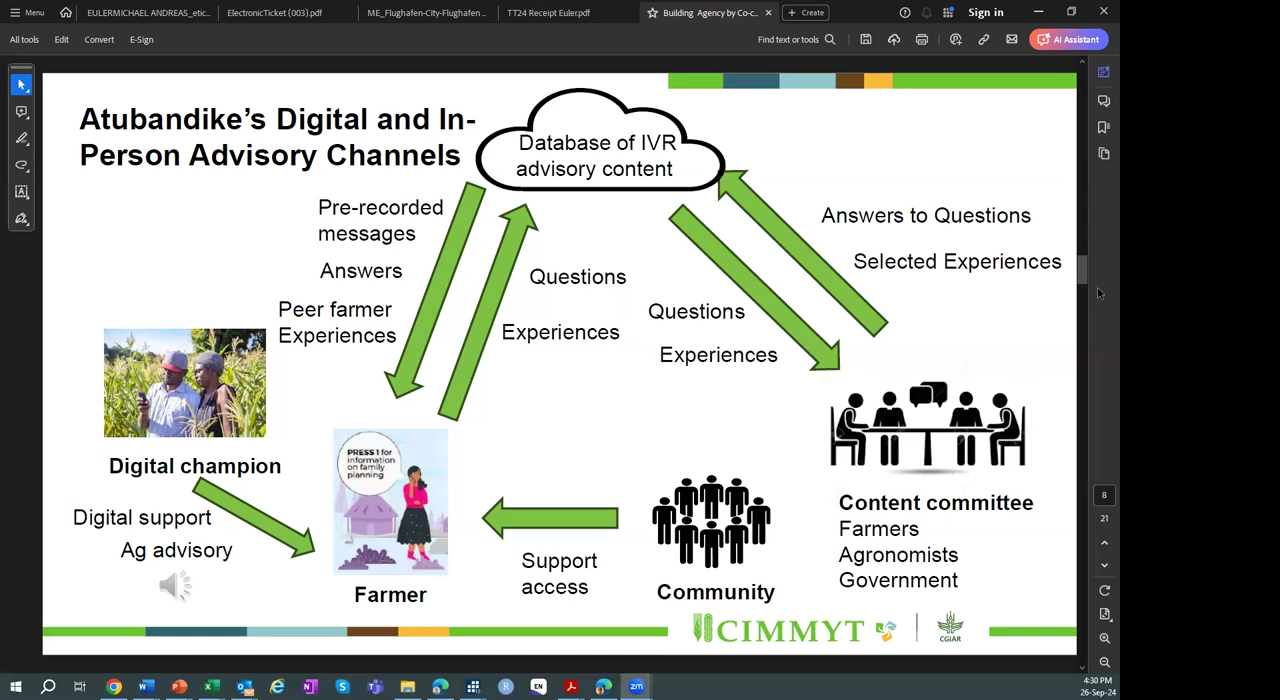 Menu
EULERMICHAEL ANDREAS_etic...
ElectronicTicket (003).pdf
ME_Flughafen-City-Flughafen ...
TT24 Receipt Euler.pdf
Building Agency by Co-c...
Create
Sign in
All tools
Edit
Convert
E-Sign
Find text or tools
AI Assistant
Atubandike's Digital and In-
Person Advisory Channels
Database of IVR
advisory content
Pre-recorded
messages
Answers
Peer farmer
Experiences
Questions
Experiences
Questions
Experiences
Answers to Questions
Selected Experiences
Digital champion
Digital support
Ag advisory
PRESS 1 for
information
on family
planning
Farmer
Support
access
Community
Content committee
Farmers
Agronomists
Government
CIMMYT
CGIAR
8
21
EN
zm
4:30 PM
26-Sep-24